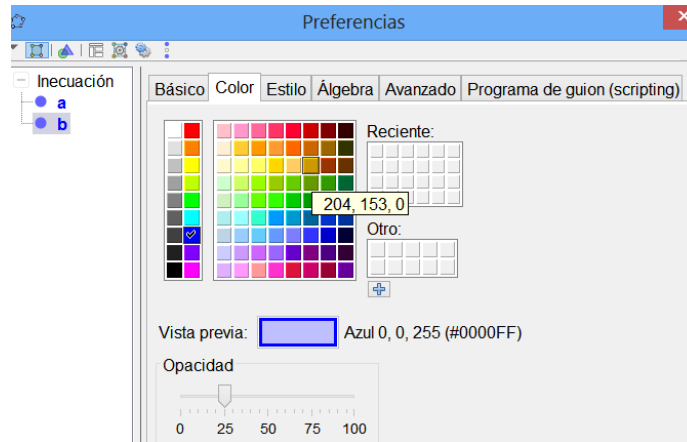 Preferencias
Inecuación
a
b
Básico Color Estilo Álgebra Avanzado Programa de guion (scripting)
Reciente:
204, 153, 0
Otro:
Vista previa: Azul 0, 0, 255 (#0000FF)
Opacidad
0 25 50 75 100